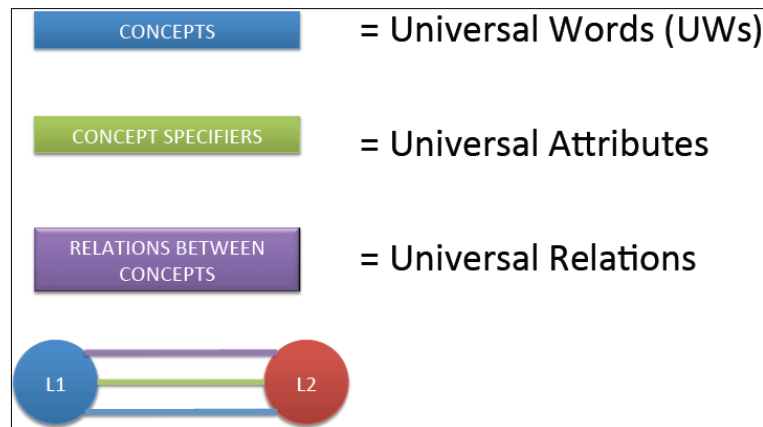 CONCEPTS = Universal Words (UWs)
CONCEPT SPECIFIERS = Universal Attributes
RELATIONS BETWEEN
CONCEPTS
= Universal Relations
L1 L2